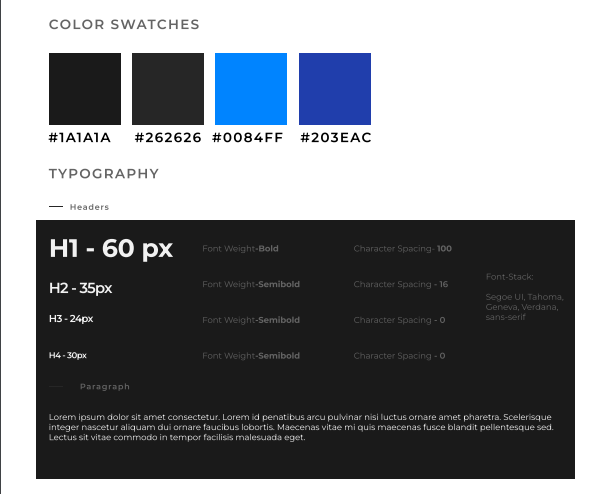 COLOR SWATCHES
#1A1A1A #262626 #0084FF #203EAC
TYPOGRAPHY
Headers
H1 - 60 px Font Weight-Bold Character Spacing- 100
H2 - 35px Font Weight-Semibold Character Spacing - 16
H3 - 24px Font Weight-Semibold Character Spacing - 0
H4 - 30px Font Weight-Semibold Character Spacing - 0
Font-Stack:
Segoe UI, Tahoma,
Geneva, Verdana,
sans-serif
Paragraph
Lorem ipsum dolor sit amet consectetur. Lorem id penatibus arcu pulvinar nisi luctus ornare amet pharetra. Scelerisque
integer nascetur aliquam dui ornare faucibus lobortis. Maecenas vitae mi quis maecenas fusce blandit pellentesque sed.
Lectus sit vitae commodo in tempor facilisis malesuada eget.